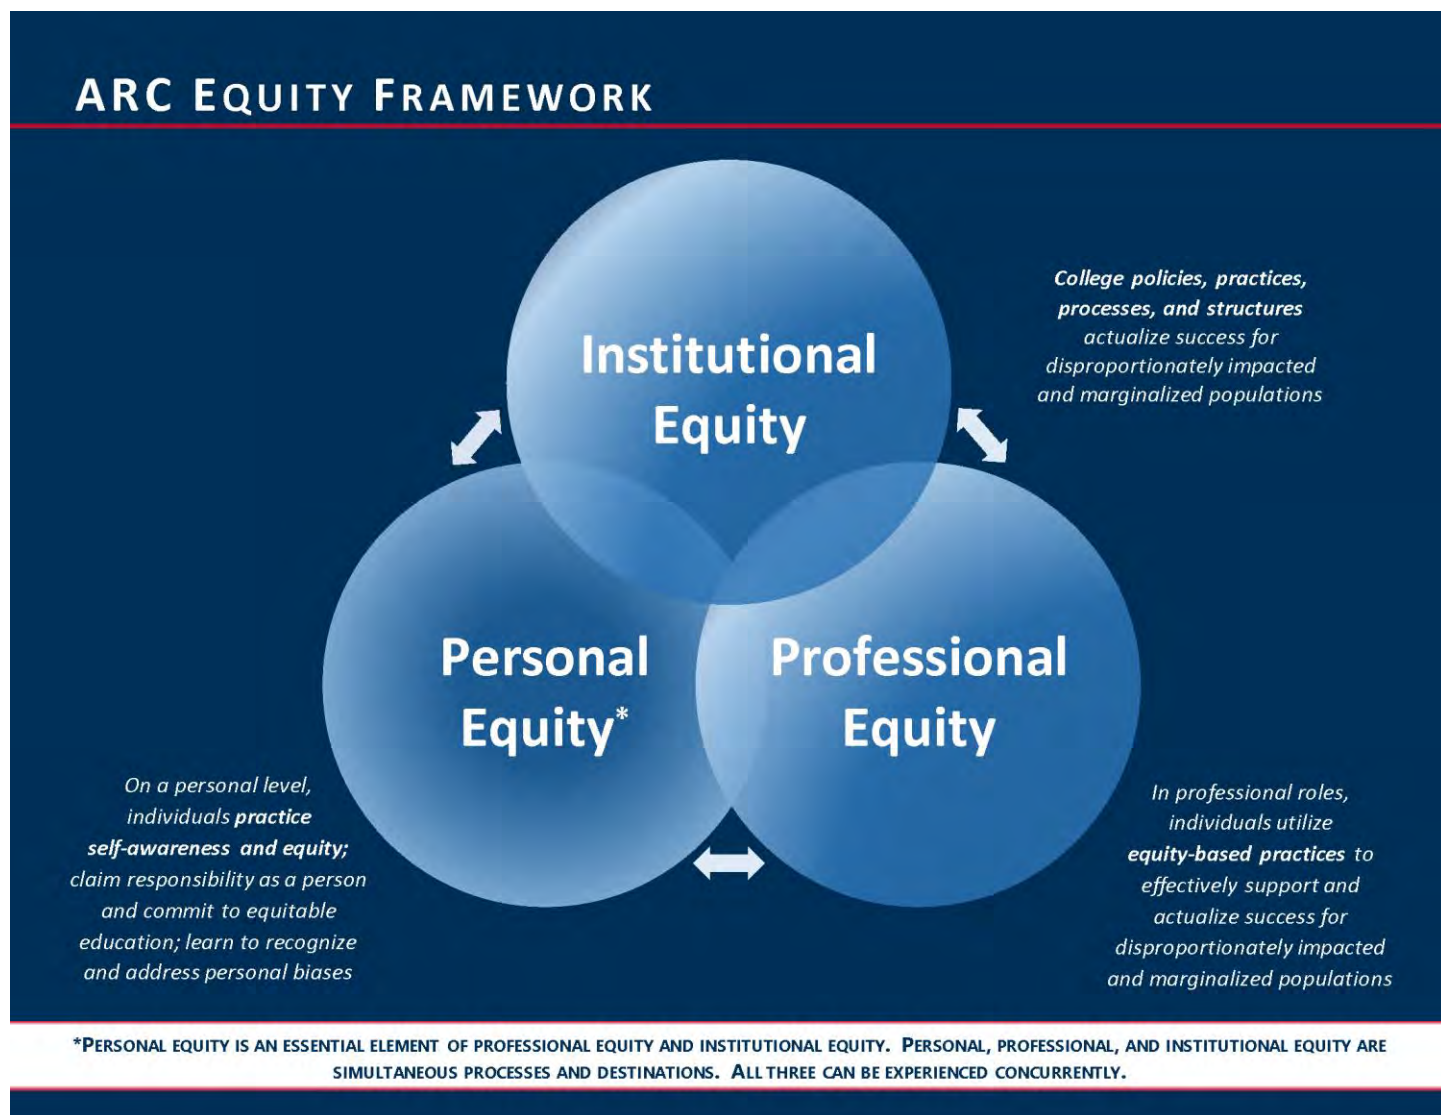 ARC EQUITY FRAMEWORK
College policies, practices,
processes, and structures
actualize success for
disproportionately impacted
and marginalized populations
Institutional
Equity
Personal
Equity*
Professional
Equity
On a personal level,
individuals practice
self-awareness and equity;
claim responsibility as a person
and commit to equitable
education; learn to recognize
and address personal biases
In professional roles,
individuals utilize
equity-based practices to
effectively support and
actualize success for
disproportionately impacted
and marginalized populations
*PERSONAL EQUITY IS AN ESSENTIAL ELEMENT OF PROFESSIONAL EQUITY AND INSTITUTIONAL EQUITY. PERSONAL, PROFESSIONAL, AND INSTITUTIONAL EQUITY ARE
SIMULTANEOUS PROCESSES AND DESTINATIONS. ALL THREE CAN BE EXPERIENCED CONCURRENTLY.